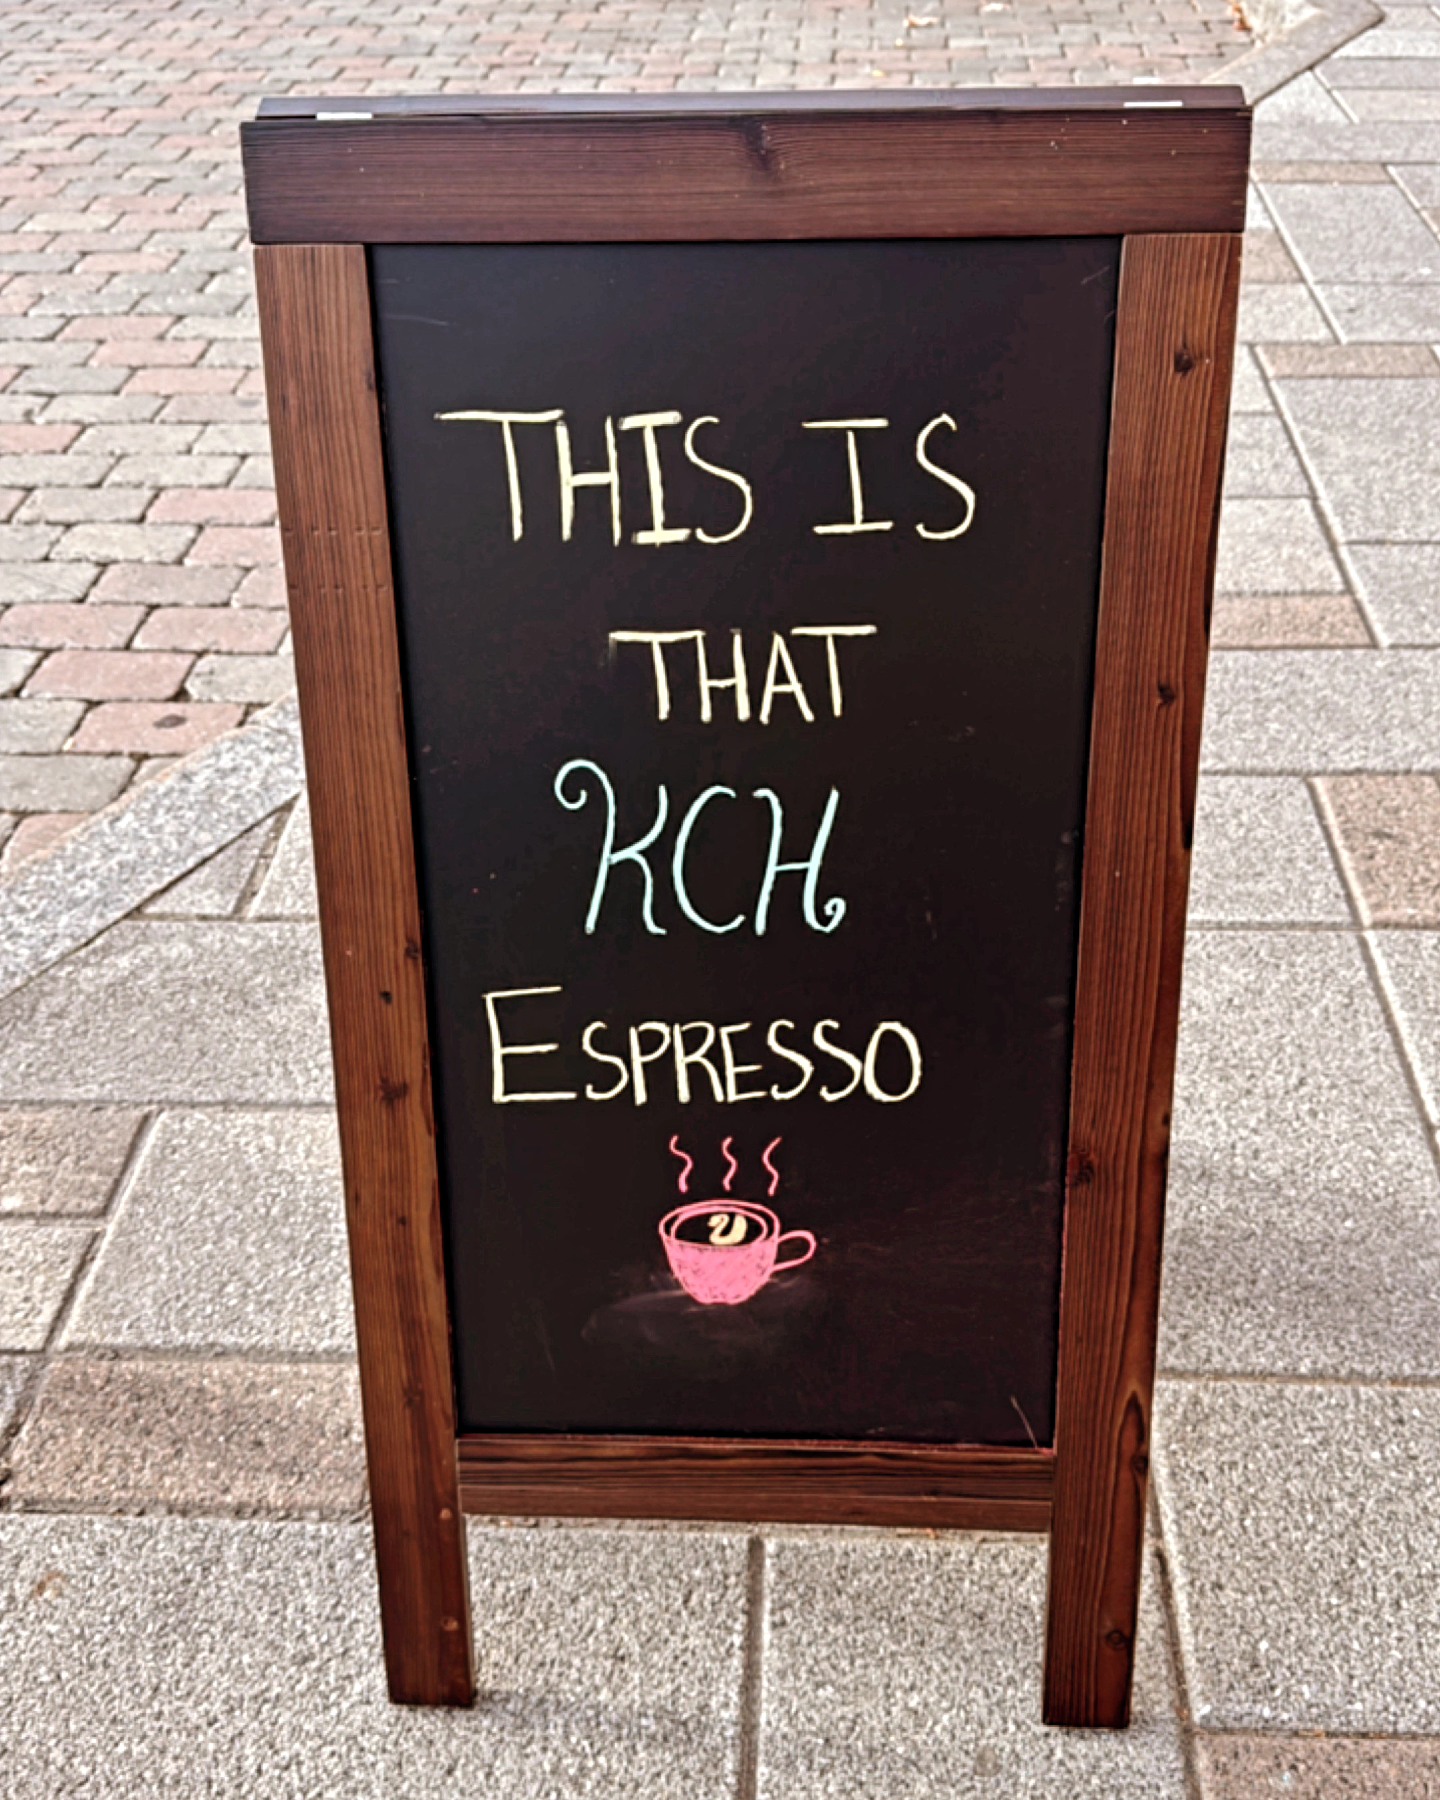 THIS IS
THAT
KCH
ESPRESSO